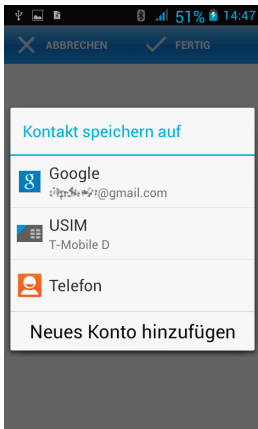 51% 14:47
ABBRECHEN FERTIG
Kontakt speichern auf
Google
@gmail.com
USIM
T-Mobile D
Telefon
Neues Konto hinzufügen